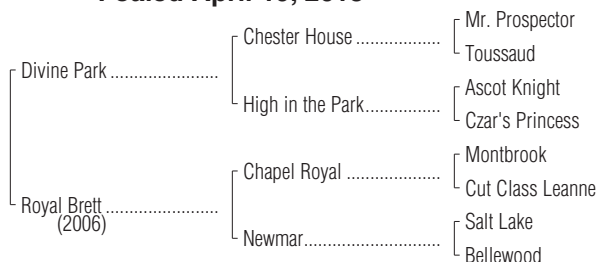 Mr. Prospector
Chester House ..................
Toussaud
Divine Park .......................
Ascot Knight
High in the Park................
Czar's Princess
Montbrook
Chapel Royal ...................
Cut Class Leanne
Royal Brett ........................
(2006)
Salt Lake
Newmar.............................
Bellewood